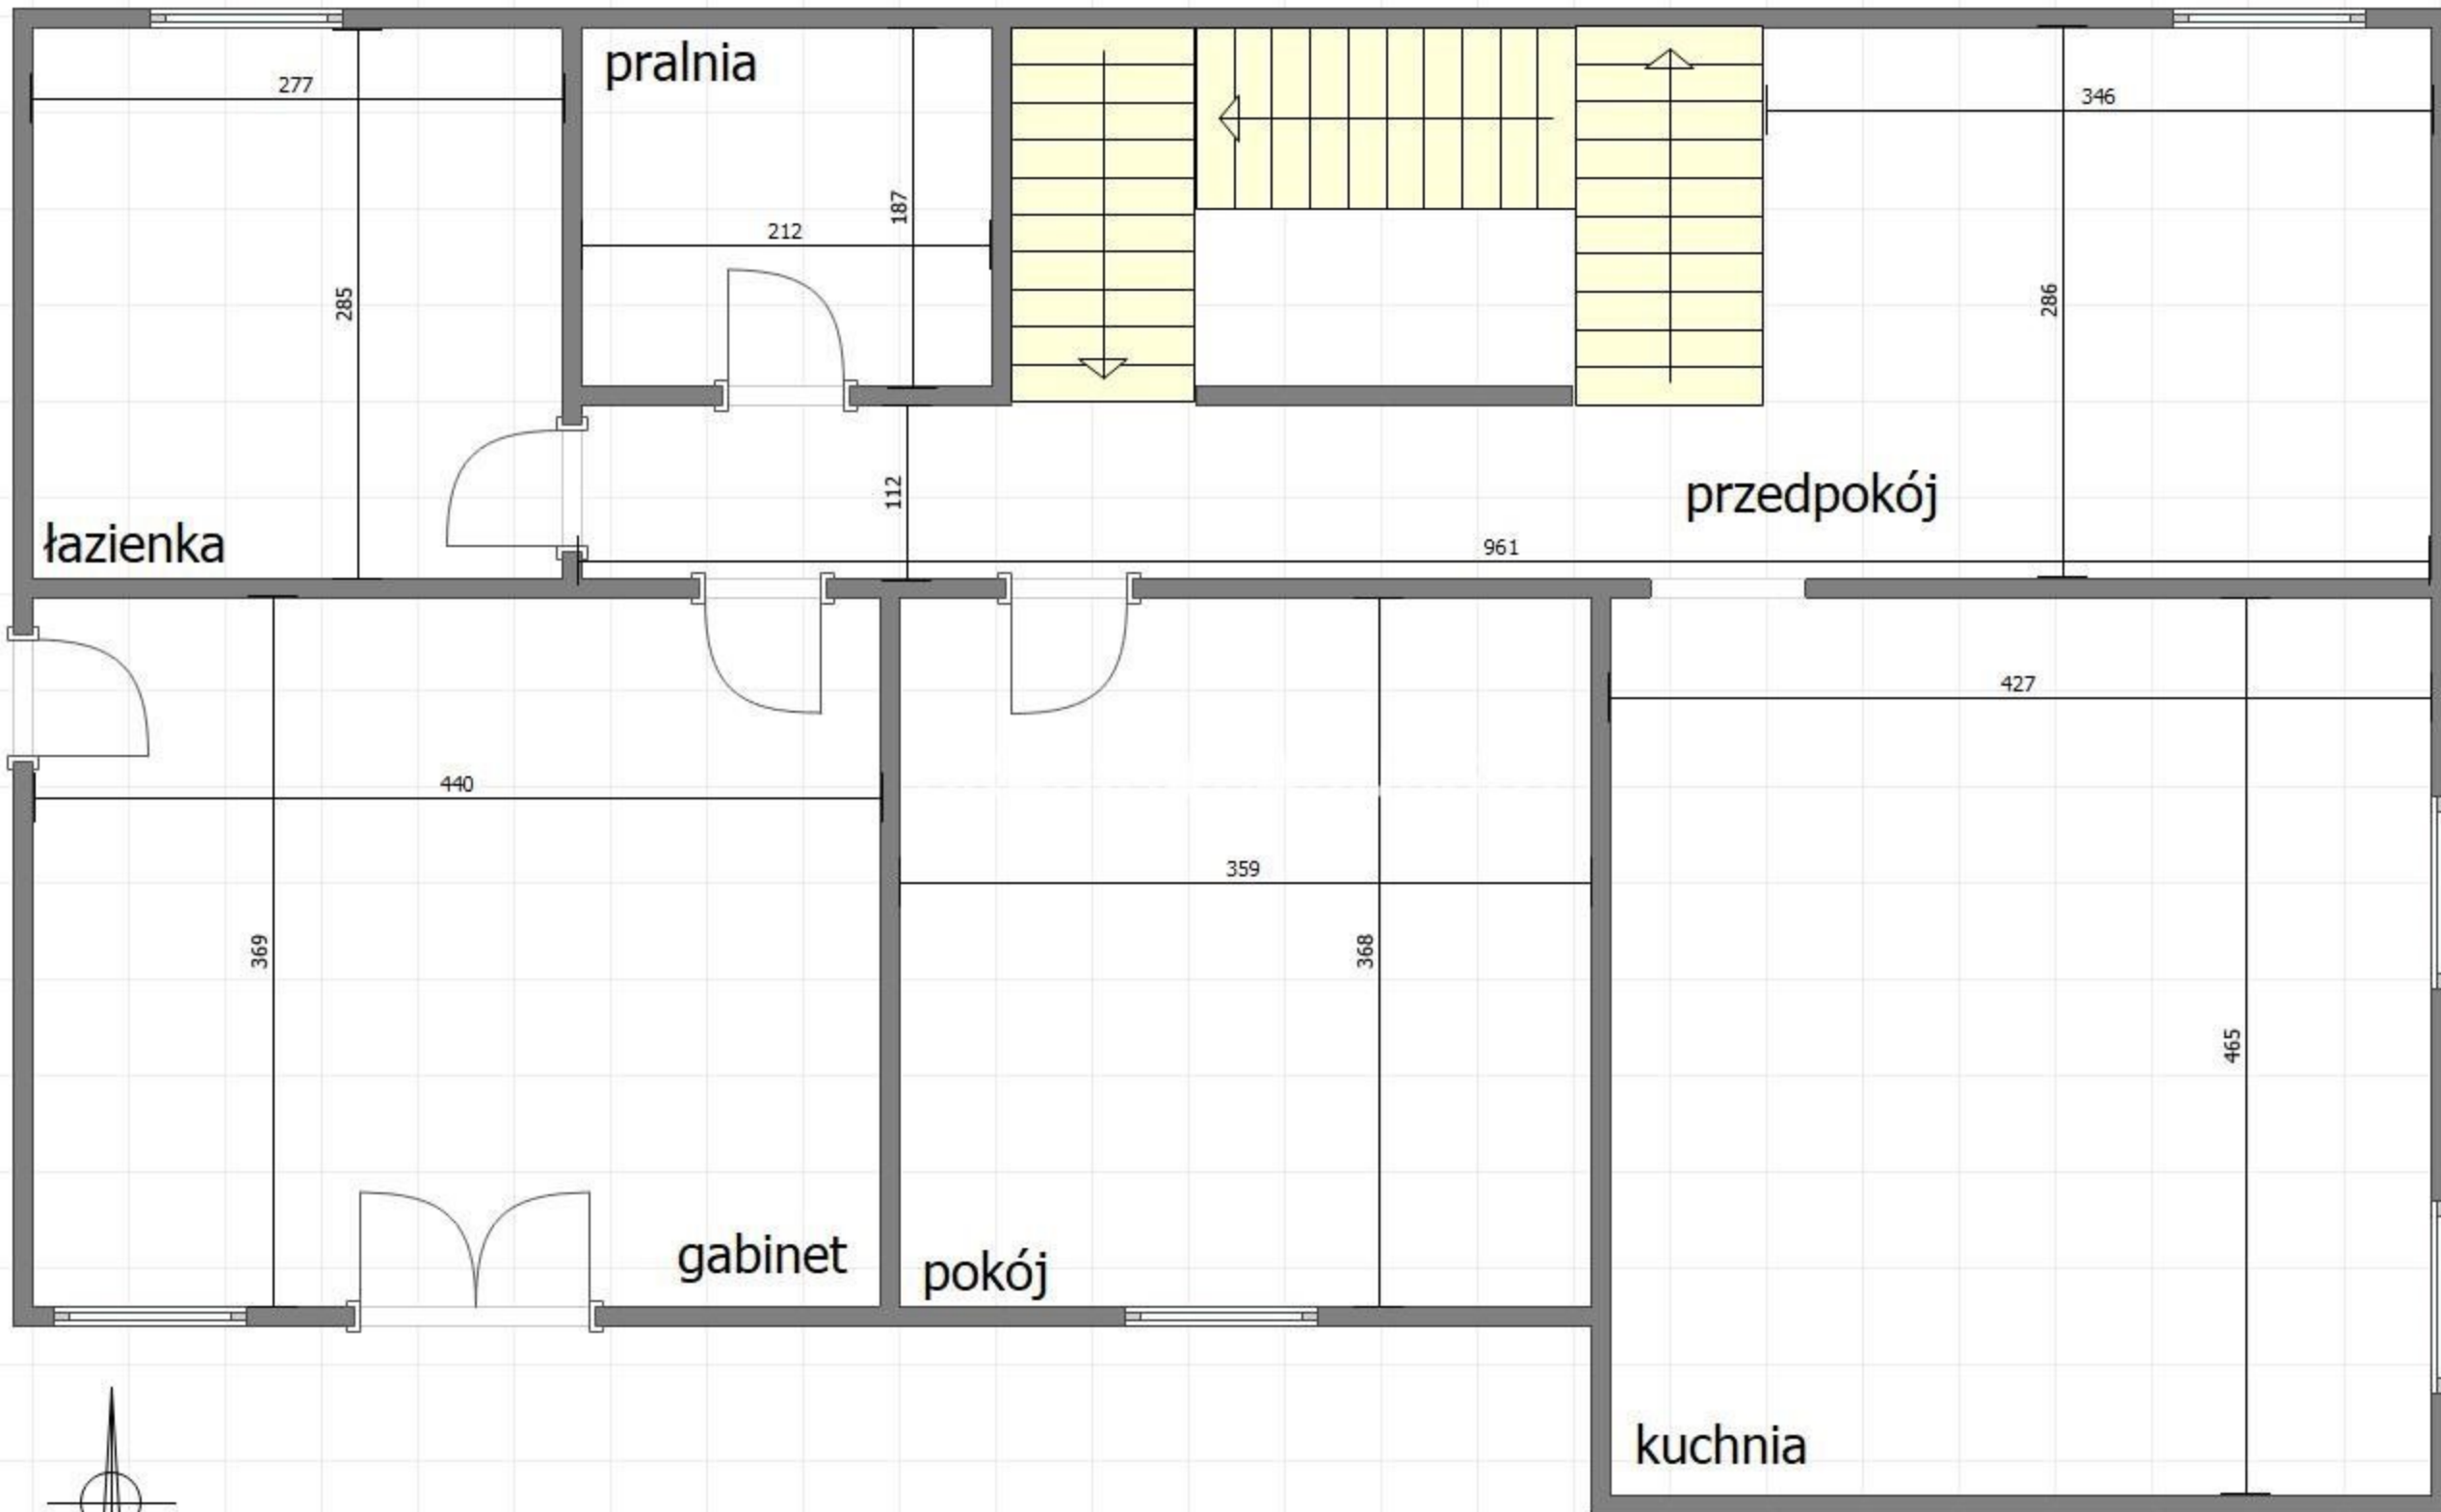 pralnia
277
346
187
212
285
286
112
przedpokój
łazienka
961
427
440
359
369
368
465
gabinet
pokój
kuchnia